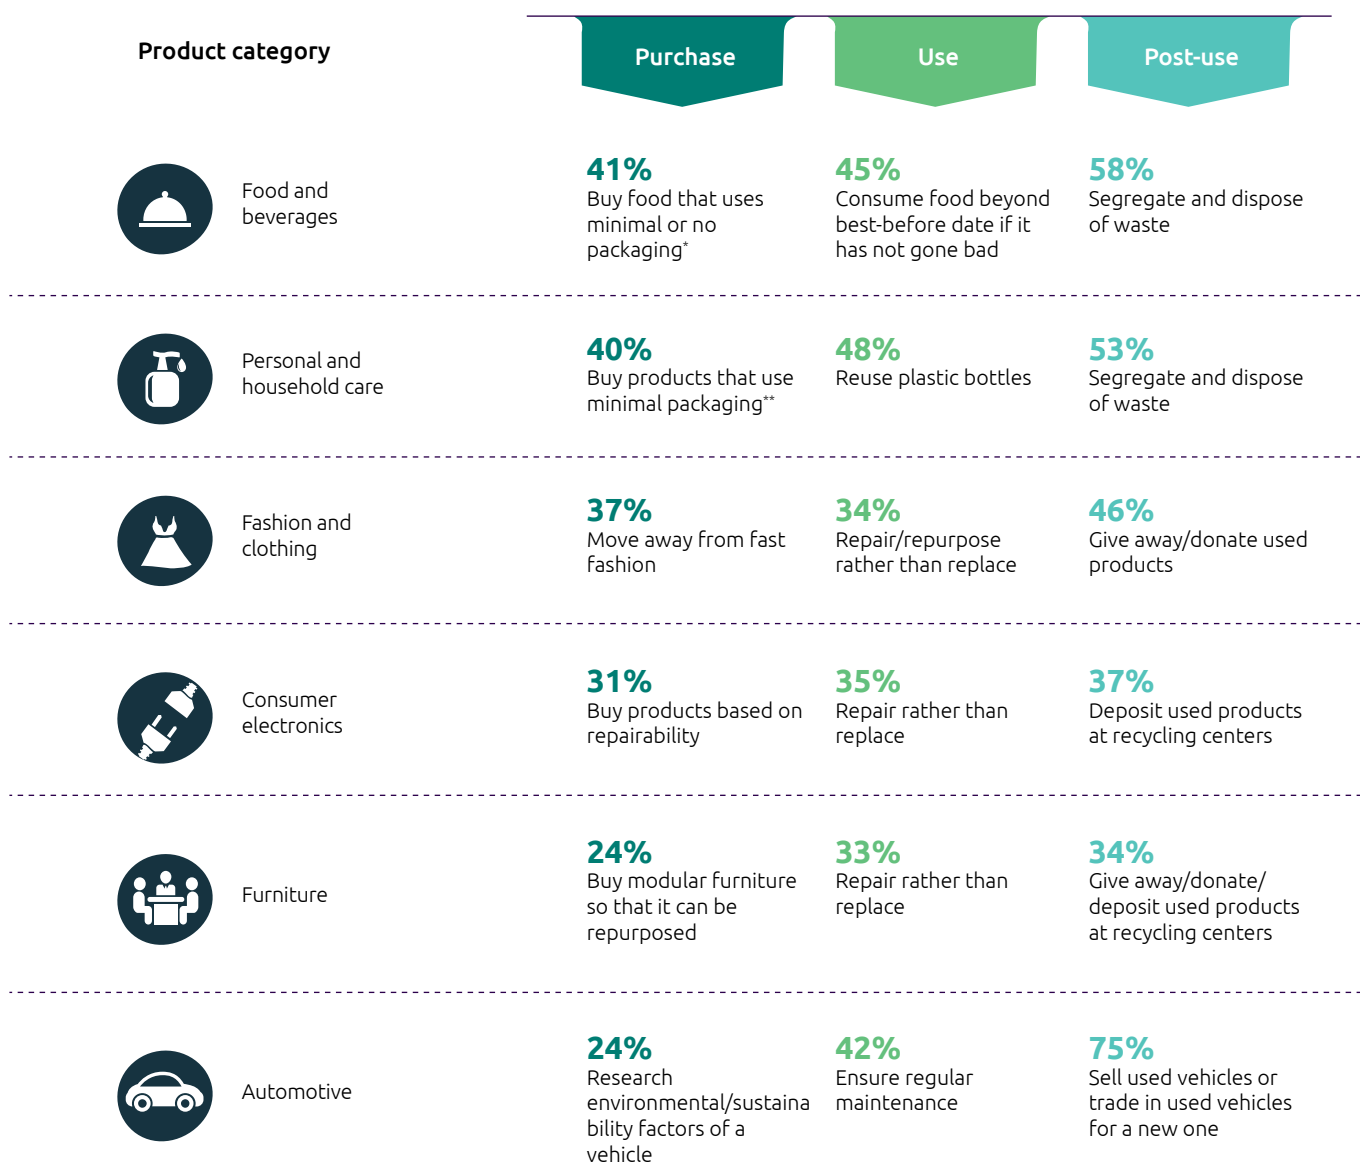 Product category
Purchase
Use
Post-use
Food and
beverages
41%
Buy food that uses
minimal or no
packaging*
45%
Consume food beyond
best-before date if it
has not gone bad
58%
Segregate and dispose
of waste
Personal and
household care
40%
Buy products that use
minimal packaging**
48%
Reuse plastic bottles
53%
Segregate and dispose
of waste
Fashion and
clothing
37%
Move away from fast
fashion
34%
Repair/repurpose
rather than replace
46%
Give away/donate used
products
Consumer
electronics
31%
Buy products based on
repairability
35%
Repair rather than
replace
37%
Deposit used products
at recycling centers
Furniture
24%
Buy modular furniture
so that it can be
repurposed
33%
Repair rather than
replace
34%
Give away/donate/
deposit used products
at recycling centers
Automotive
24%
Research
environmental/sustaina
bility factors of a
vehicle
42%
Ensure regular
maintenance
75%
Sell used vehicles or
trade in used vehicles
for a new one